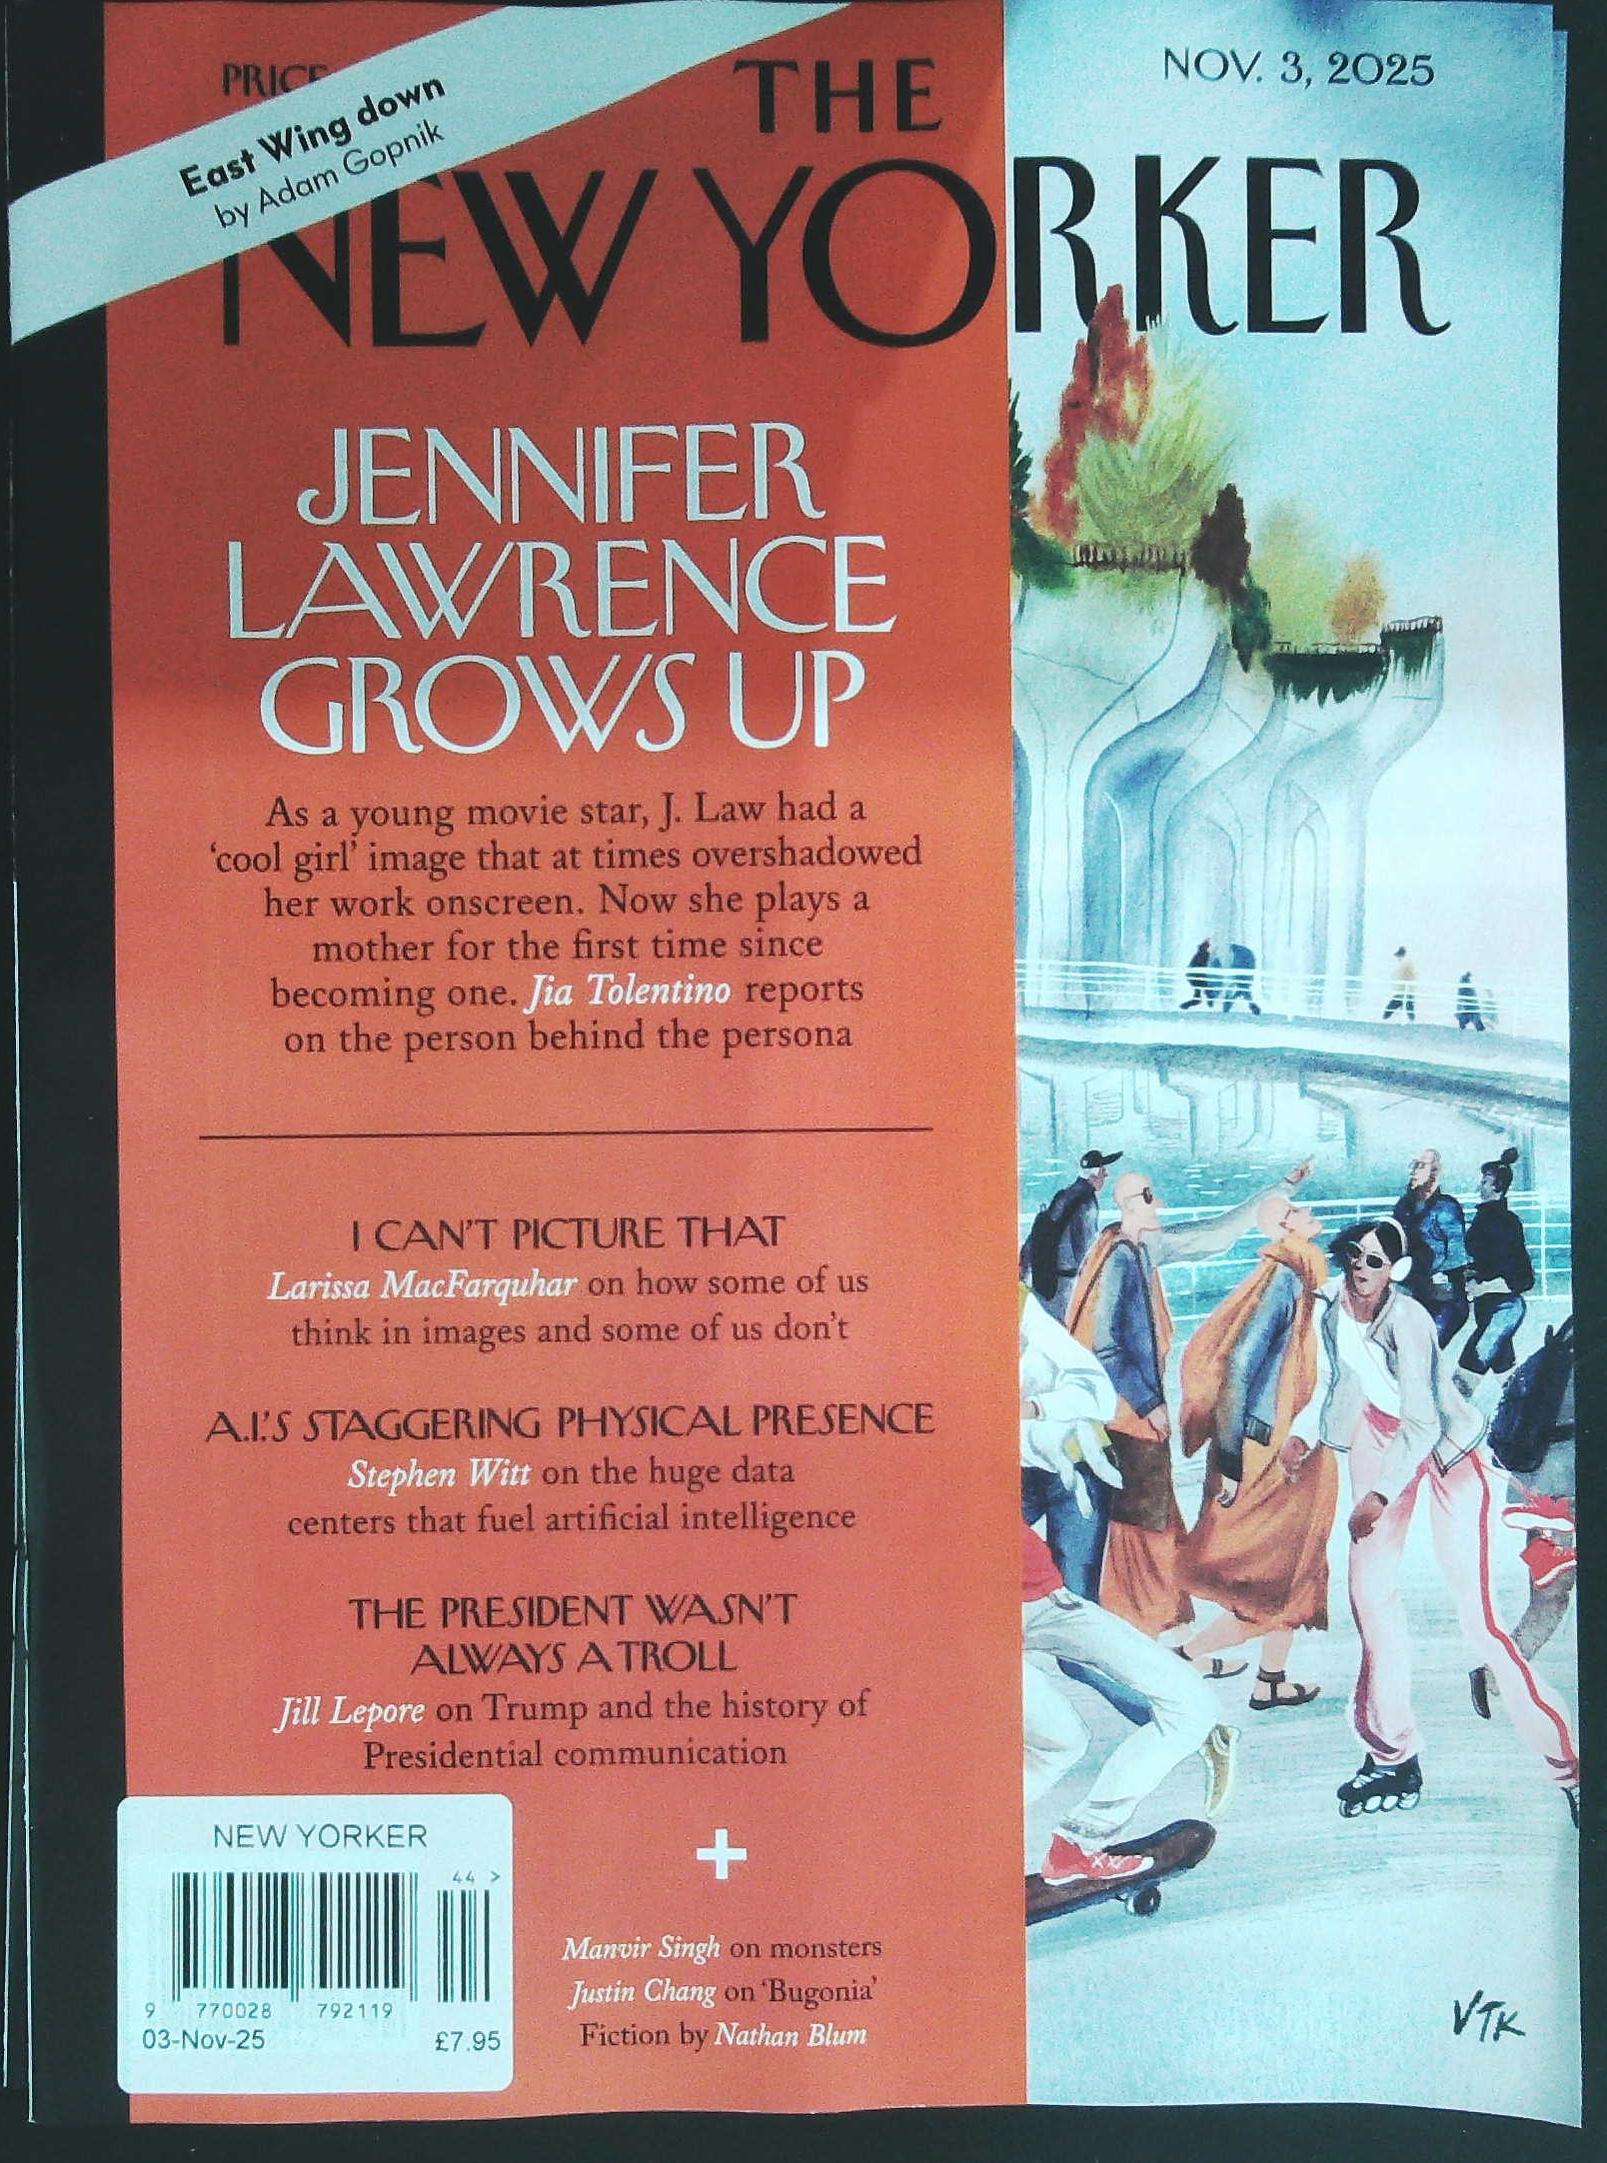 PRICE
East Wing down
by Adam Gopnik
THE
NOV. 3, 2025
NEW YORKER
JENNIFER
LAWRENCE
GROWS UP
As a young movie star, J. Law had a
‘cool girl’ image that at times overshadowed
her work onscreen. Now she plays a
mother for the first time since
becoming one. Jia Tolentino reports
on the person behind the persona
I CAN’T PICTURE THAT
Larissa MacFarquhar on how some of us
think in images and some of us don’t
A.I.’S STAGGERING PHYSICAL PRESENCE
Stephen Witt on the huge data
centers that fuel artificial intelligence
THE PRESIDENT WASN’T
ALWAYS A TROLL
Jill Lepore on Trump and the history of
Presidential communication
+
Manvir Singh on monsters
Justin Chang on ‘Bugonia’
Fiction by Nathan Blum
NEW YORKER
44 >
9 770028 792119
03-Nov-25 £7.95
VTK